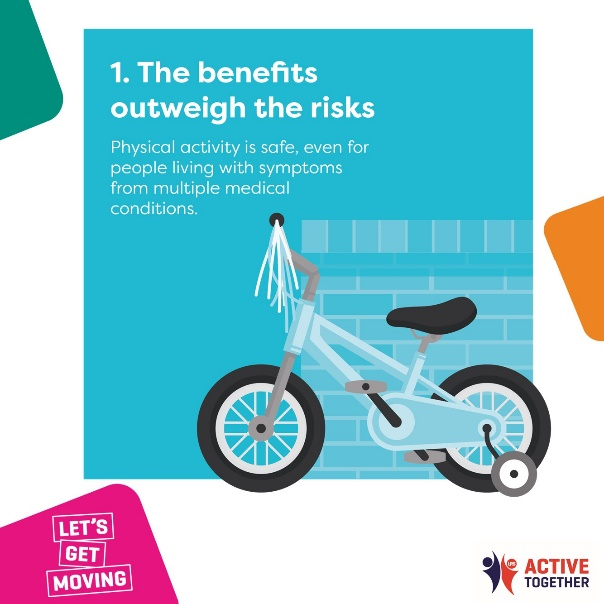 1. The benefits
outweigh the risks
Physical activity is safe, even for
people living with symptoms
from multiple medical
conditions.
LET'S
GET
MOVING
LRS
ACTIVE
TOGETHER